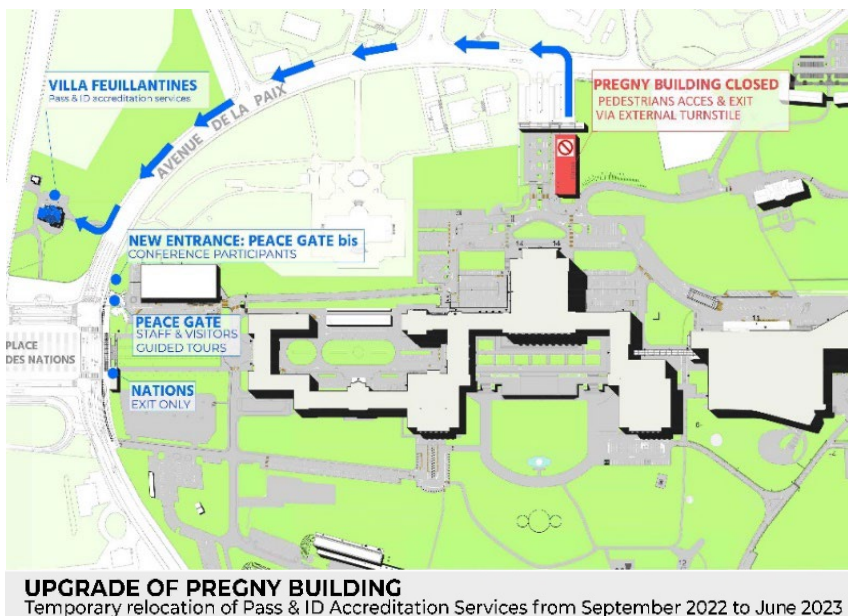 VILLA FEUILLANTINES
Pass & ID accreditation services
AVENUE DE LA PAIX
PREGNY BUILDING CLOSED
PEDESTRIANS ACCES & EXIT
VIA EXTERNAL TURNSTILE
NEW ENTRANCE: PEACE GATE bis
CONFERENCE PARTICIPANTS
14 14
PLACE
DES NATIONS
PEACE GATE
STAFF & VISITORS
GUIDED TOURS
NATIONS
EXIT ONLY
UPGRADE OF PREGNY BUILDING
Temporary relocation of Pass & ID Accreditation Services from September 2022 to June 2023